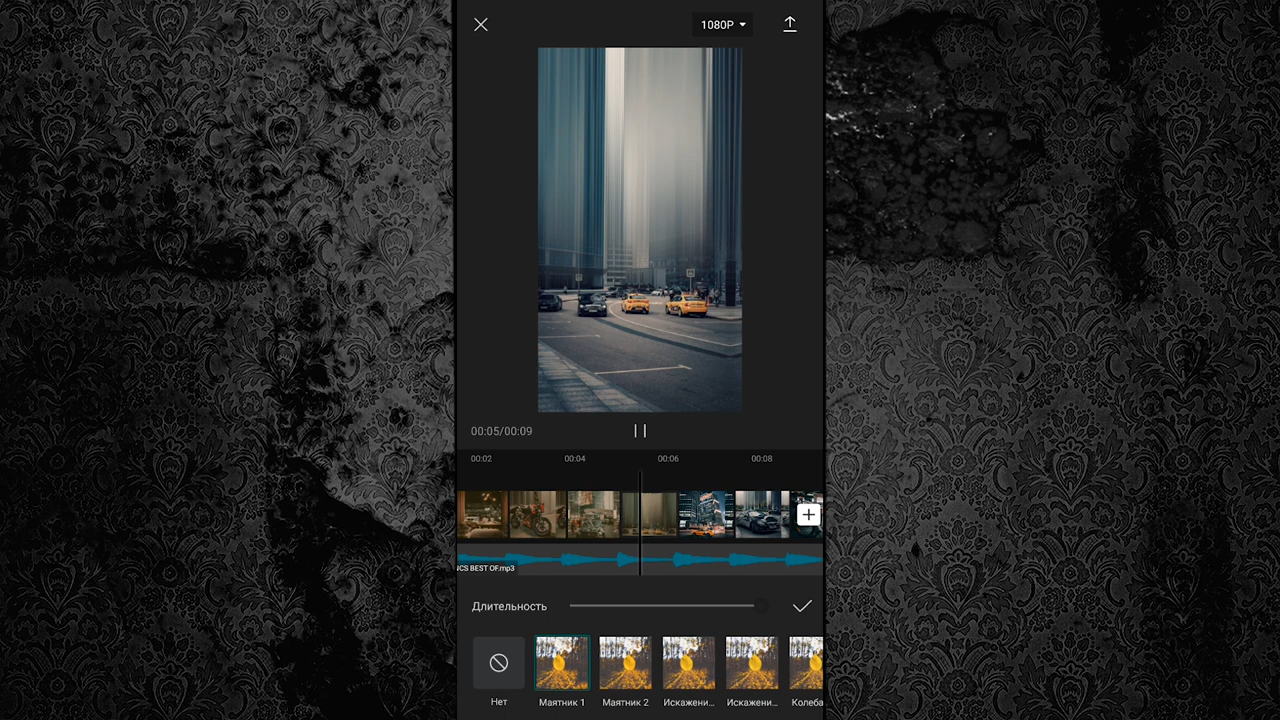 1080P
00:05/00:09
00:02
00:04
00:06
00:08
NCS BEST OF.mp3
Длительность
Нет
Маятник 1
Маятник 2
Искажени...
Искажени...
Колеба